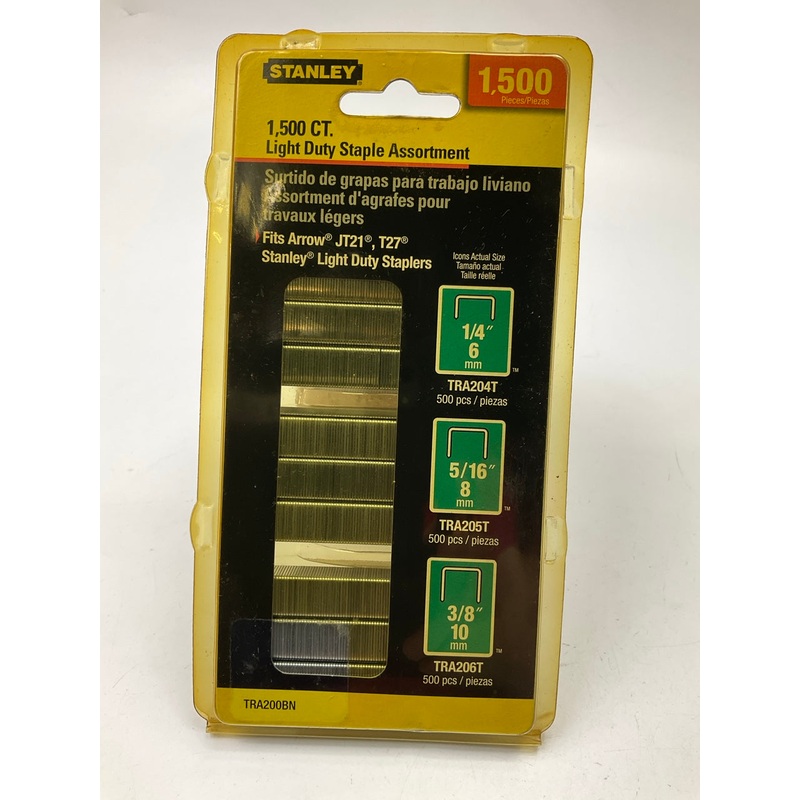 STANLEY
1,500
Pieces/Piezas
1,500 CT.
Light Duty Staple Assortment
Surtido de grapas para trabajo liviano
Assortment d'agrafes pour
travaux légers
Fits Arrow® JT21®, T27®
Stanley® Light Duty Staplers
Icons Actual Size
Tamaño actual
Taille réelle
1/4"
6
mm
TM
TRA204T
500 pcs / piezas
5/16"
8
mm
TM
TRA205T
500 pcs / piezas
3/8"
10
mm
TM
TRA206T
500 pcs / piezas
TRA200BN